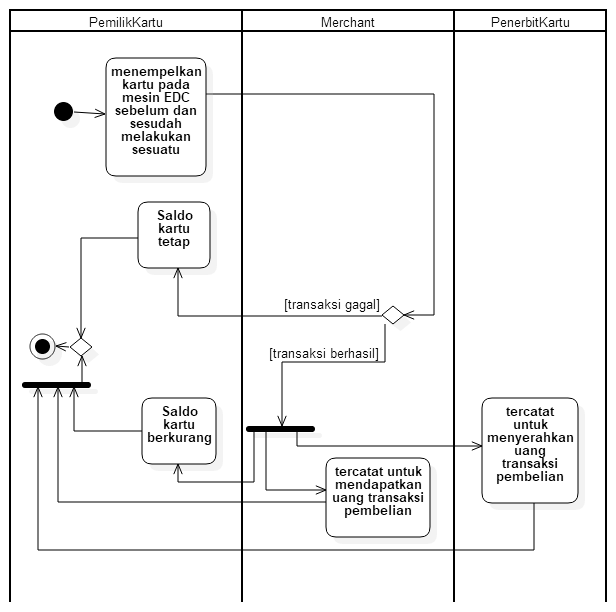 PemilikKartu
Merchant
PenerbitKartu
menempelkan
kartu pada
mesin EDC
sebelum dan
sesudah
melakukan
sesuatu
Saldo
kartu
tetap
[transaksi gagal]
[transaksi berhasil]
Saldo
kartu
berkurang
tercatat untuk
mendapatkan
uang transaksi
pembelian
tercatat
untuk
menyerahkan
uang
transaksi
pembelian